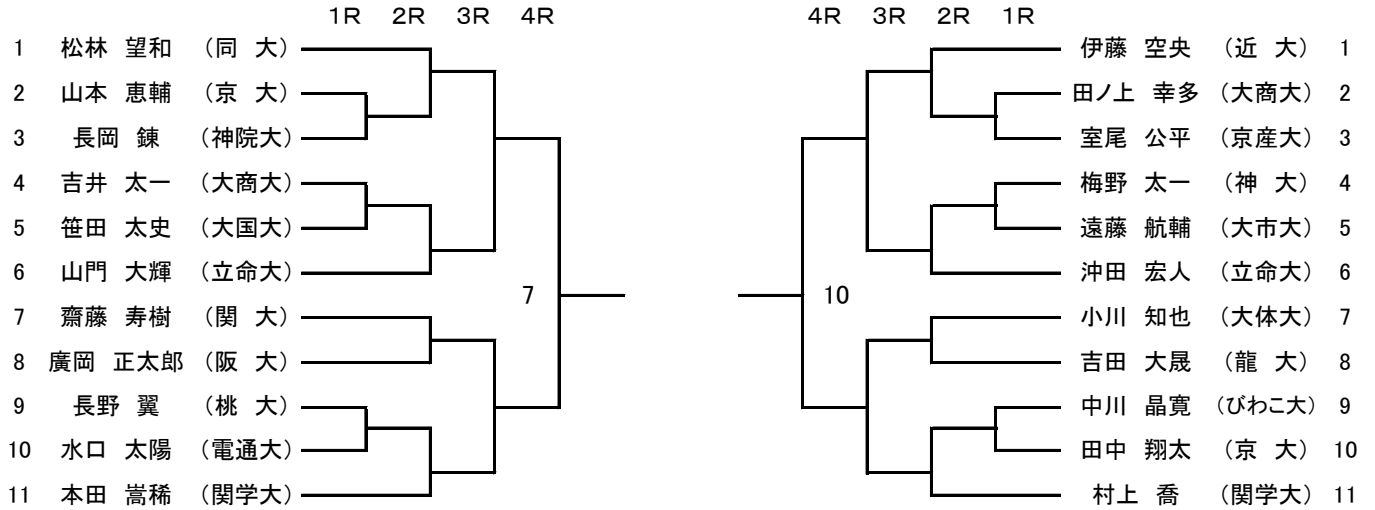 1R 2R 3R 4R 4R 3R 2R 1R
1 松林 望和 (同 大) 伊藤 空央 (近 大) 1
2 山本 恵輔 (京 大) 田ノ上 幸多 (大商大) 2
3 長岡 錬 (神院大) 室尾 公平 (京産大) 3
4 吉井 太一 (大商大) 梅野 太一 (神 大) 4
5 笹田 太史 (大国大) 遠藤 航輔 (大市大) 5
6 山門 大輝 (立命大) 沖田 宏人 (立命大) 6
7 10
7 齋藤 寿樹 (関 大) 小川 知也 (大体大) 7
8 廣岡 正太郎 (阪 大) 吉田 大晟 (龍 大) 8
9 長野 翼 (桃 大) 中川 晶寛 (びわこ大) 9
10 水口 太陽 (電通大) 田中 翔太 (京 大) 10
11 本田 嵩稀 (関学大) 村上 喬 (関学大) 11